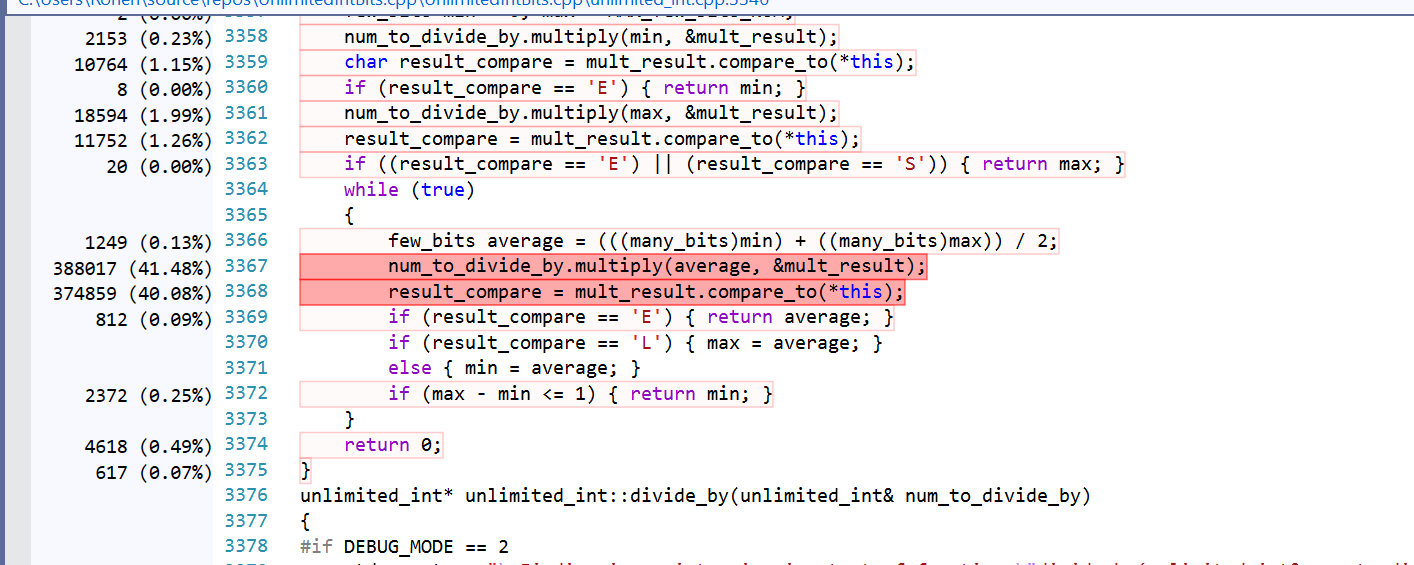 C:\Users\Ronen\source\repos\UnlimitedIntBits.cpp\UnlimitedIntBits.cpp\unlimited_int.cpp:3346
2153 (0.23%) 3358 num_to_divide_by.multiply(min, &mult_result);
10764 (1.15%) 3359 char result_compare = mult_result.compare_to(*this);
8 (0.00%) 3360 if (result_compare == 'E') { return min; }
18594 (1.99%) 3361 num_to_divide_by.multiply(max, &mult_result);
11752 (1.26%) 3362 result_compare = mult_result.compare_to(*this);
20 (0.00%) 3363 if ((result_compare == 'E') || (result_compare == 'S')) { return max; }
3364 while (true)
3365 {
1249 (0.13%) 3366 few_bits average = (((many_bits)min) + ((many_bits)max)) / 2;
388017 (41.48%) 3367 num_to_divide_by.multiply(average, &mult_result);
374859 (40.08%) 3368 result_compare = mult_result.compare_to(*this);
812 (0.09%) 3369 if (result_compare == 'E') { return average; }
3370 if (result_compare == 'L') { max = average; }
3371 else { min = average; }
2372 (0.25%) 3372 if (max - min <= 1) { return min; }
3373 }
4618 (0.49%) 3374 return 0;
617 (0.07%) 3375 }
3376 unlimited_int* unlimited_int::divide_by(unlimited_int& num_to_divide_by)
3377 {
3378 #if DEBUG_MODE == 2